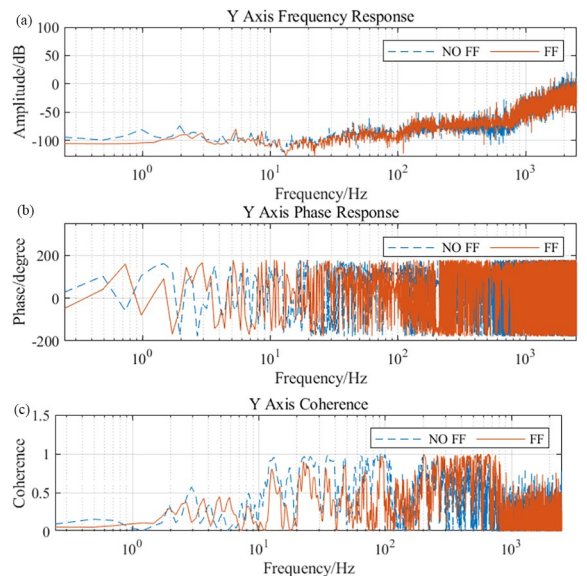 (a)
Y Axis Frequency Response
Amplitude/dB
100
50
0
-50
-100
NO FF FF
10^0 10^1 10^2 10^3
Frequency/Hz
(b)
Y Axis Phase Response
Phase/degree
200
0
-200
NO FF FF
10^0 10^1 10^2 10^3
Frequency/Hz
(c)
Y Axis Coherence
Coherence
1.5
1
0.5
0
NO FF FF
10^0 10^1 10^2 10^3
Frequency/Hz